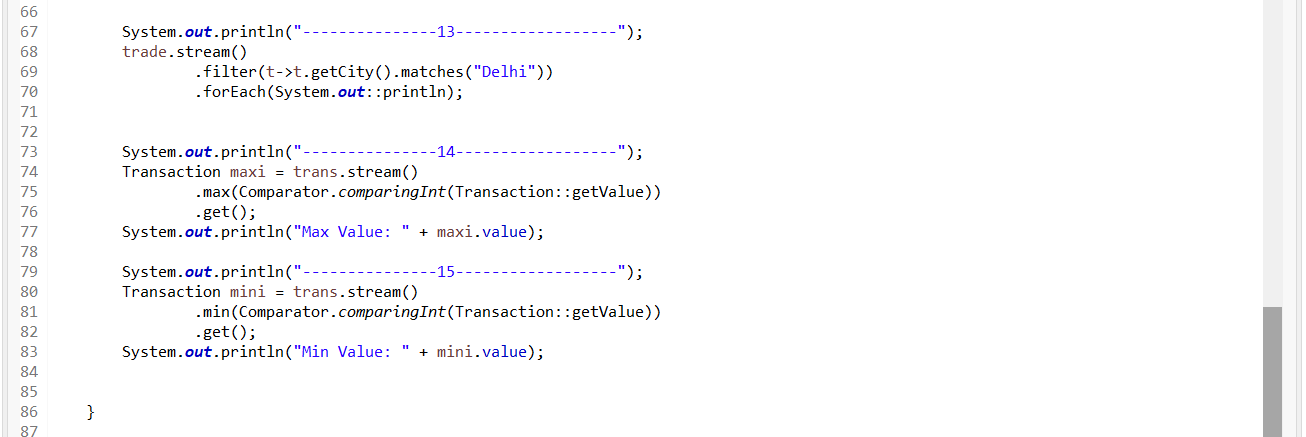 66
67 System.out.println("---------------13------------------");
68 trade.stream()
69 .filter(t->t.getCity().matches("Delhi"))
70 .forEach(System.out::println);
71
72
73 System.out.println("---------------14------------------");
74 Transaction maxi = trans.stream()
75 .max(Comparator.comparingInt(Transaction::getValue))
76 .get();
77 System.out.println("Max Value: " + maxi.value);
78
79 System.out.println("---------------15------------------");
80 Transaction mini = trans.stream()
81 .min(Comparator.comparingInt(Transaction::getValue))
82 .get();
83 System.out.println("Min Value: " + mini.value);
84
85
86 }
87